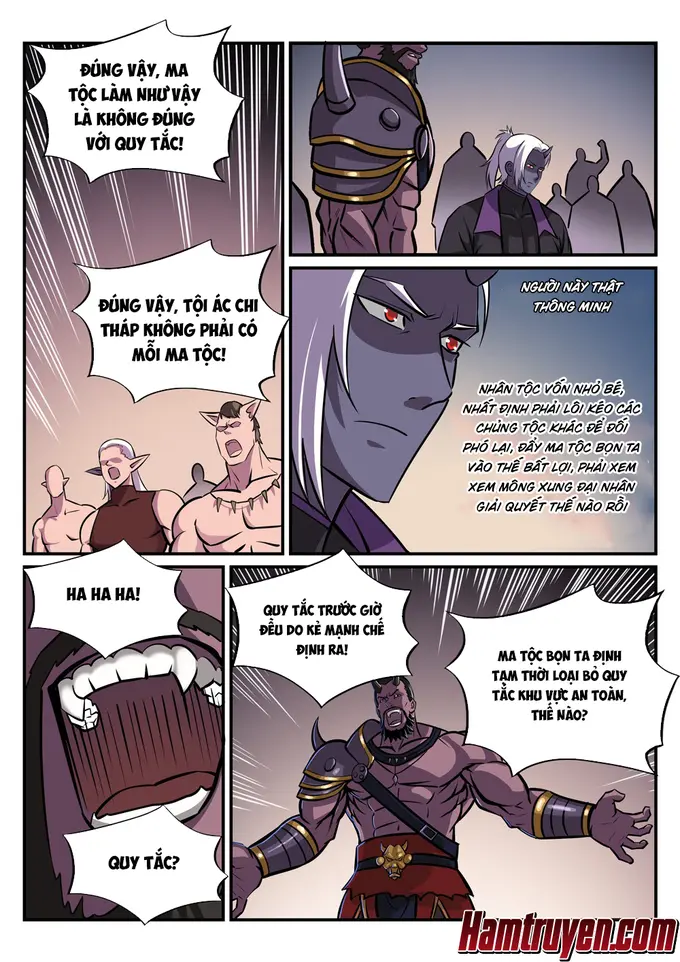 ĐÚNG VẬY, MA
TỘC LÀM NHƯ VẬY
LÀ KHÔNG ĐÚNG
VỚI QUY TẮC!
ĐÚNG VẬY, TỘI ÁC CHI
THÁP KHÔNG PHẢI CÓ
MỖI MA TỘC!
NGƯỜI NÀY THẬT
THÔNG MINH
NHÂN TỘC VỐN NHỎ BÉ,
NHẤT ĐỊNH PHẢI LÔI KÉO CÁC
CHỦNG TỘC KHÁC ĐỂ ĐỐI
PHÓ LẠI, ĐẨY MA TỘC BỌN TA
VÀO THẾ BẤT LỢI, PHẢI XEM
XEM MÔNG XUNG ĐẠI NHÂN
GIẢI QUYẾT THẾ NÀO RỒI
HA HA HA!
QUY TẮC?
QUY TẮC TRƯỚC GIỜ
ĐỀU DO KẺ MẠNH CHẾ
ĐỊNH RA!
MA TỘC BỌN TA ĐỊNH
TẠM THỜI LOẠI BỎ QUY
TẮC KHU VỰC AN TOÀN,
THẾ NÀO?
Hamtruyen.com